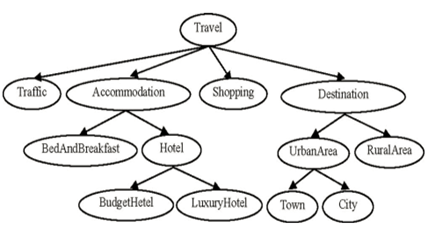 Travel
Traffic
Accommodation
Shopping
Destination
BedAndBreakfast
Hotel
UrbanArea
RuralArea
BudgetHetel
LuxuryHotel
Town
City